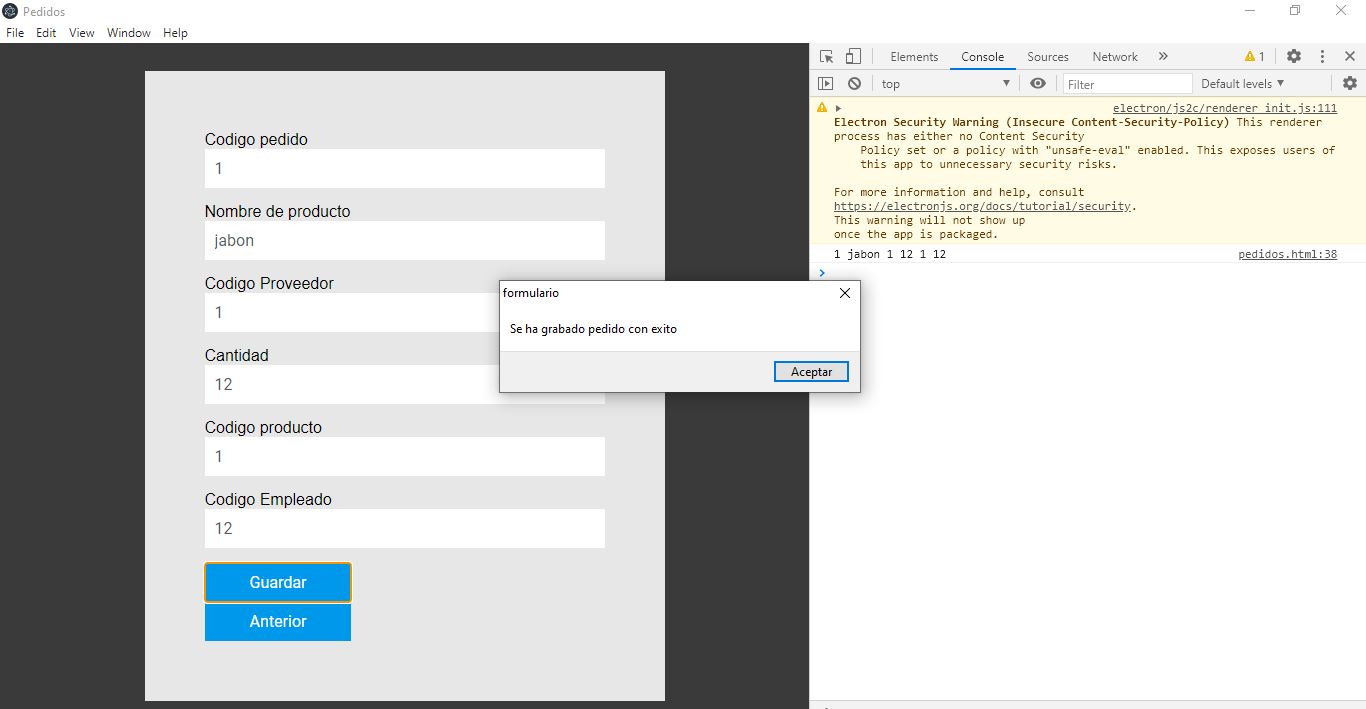 Pedidos
File Edit View Window Help
Codigo pedido
1
Nombre de producto
jabon
Codigo Proveedor
1
Cantidad
12
Codigo producto
1
Codigo Empleado
12
Guardar
Anterior
formulario
Se ha grabado pedido con exito
Aceptar
Elements Console Sources Network » 1
top Filter Default levels
electron/js2c/renderer_init.js:111
Electron Security Warning (Insecure Content-Security-Policy) This renderer
process has either no Content Security
Policy set or a policy with "unsafe-eval" enabled. This exposes users of
this app to unnecessary security risks.
For more information and help, consult
https://electronjs.org/docs/tutorial/security.
This warning will not show up
once the app is packaged.
1 jabon 1 12 1 12 pedidos.html:38